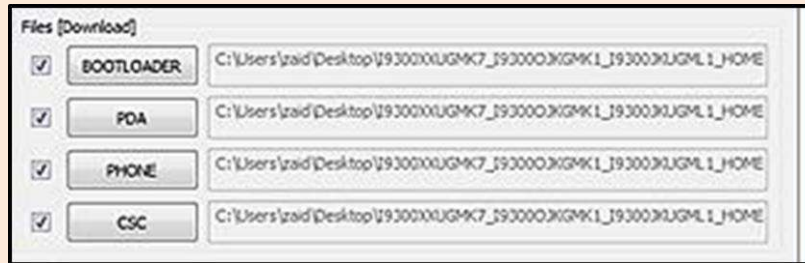 Files [Download]
BOOTLOADER C:\Users\zaid\Desktop\I9300XXUGMK7_I9300OJKGMK1_I9300JKUGML1_HOME
PDA C:\Users\zaid\Desktop\I9300XXUGMK7_I9300OJKGMK1_I9300JKUGML1_HOME
PHONE C:\Users\zaid\Desktop\I9300XXUGMK7_I9300OJKGMK1_I9300JKUGML1_HOME
CSC C:\Users\zaid\Desktop\I9300XXUGMK7_I9300OJKGMK1_I9300JKUGML1_HOME